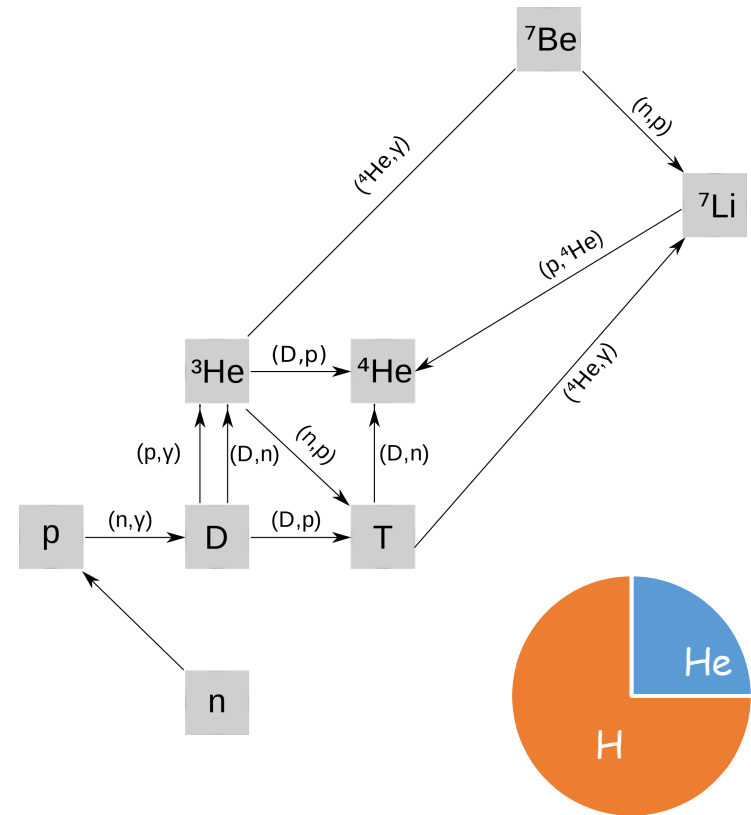 ⁷Be
(n,p)
(⁴He,γ)
⁷Li
(p,⁴He)
³He
(D,p)
⁴He
(⁴He,γ)
(p,γ)
(D,n)
(n,p)
(D,n)
p
(n,γ)
D
(D,p)
T
n
He
H